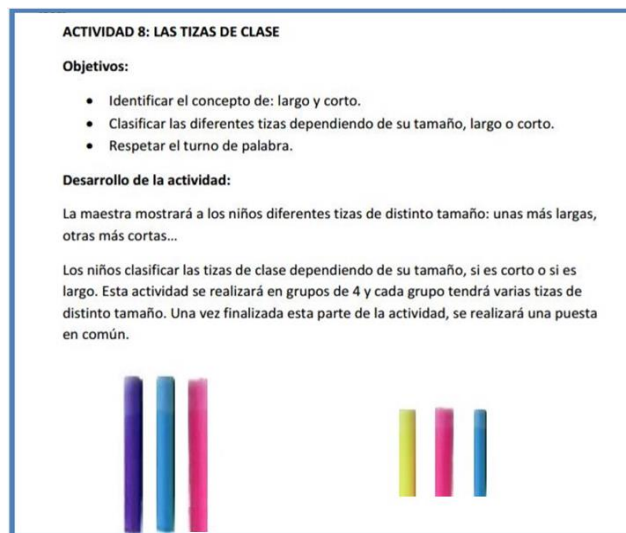 ACTIVIDAD 8: LAS TIZAS DE CLASE
Objetivos:
• Identificar el concepto de: largo y corto.
• Clasificar las diferentes tizas dependiendo de su tamaño, largo o corto.
• Respetar el turno de palabra.
Desarrollo de la actividad:
La maestra mostrará a los niños diferentes tizas de distinto tamaño: unas más largas,
otras más cortas...
Los niños clasificar las tizas de clase dependiendo de su tamaño, si es corto o si es
largo. Esta actividad se realizará en grupos de 4 y cada grupo tendrá varias tizas de
distinto tamaño. Una vez finalizada esta parte de la actividad, se realizará una puesta
en común.